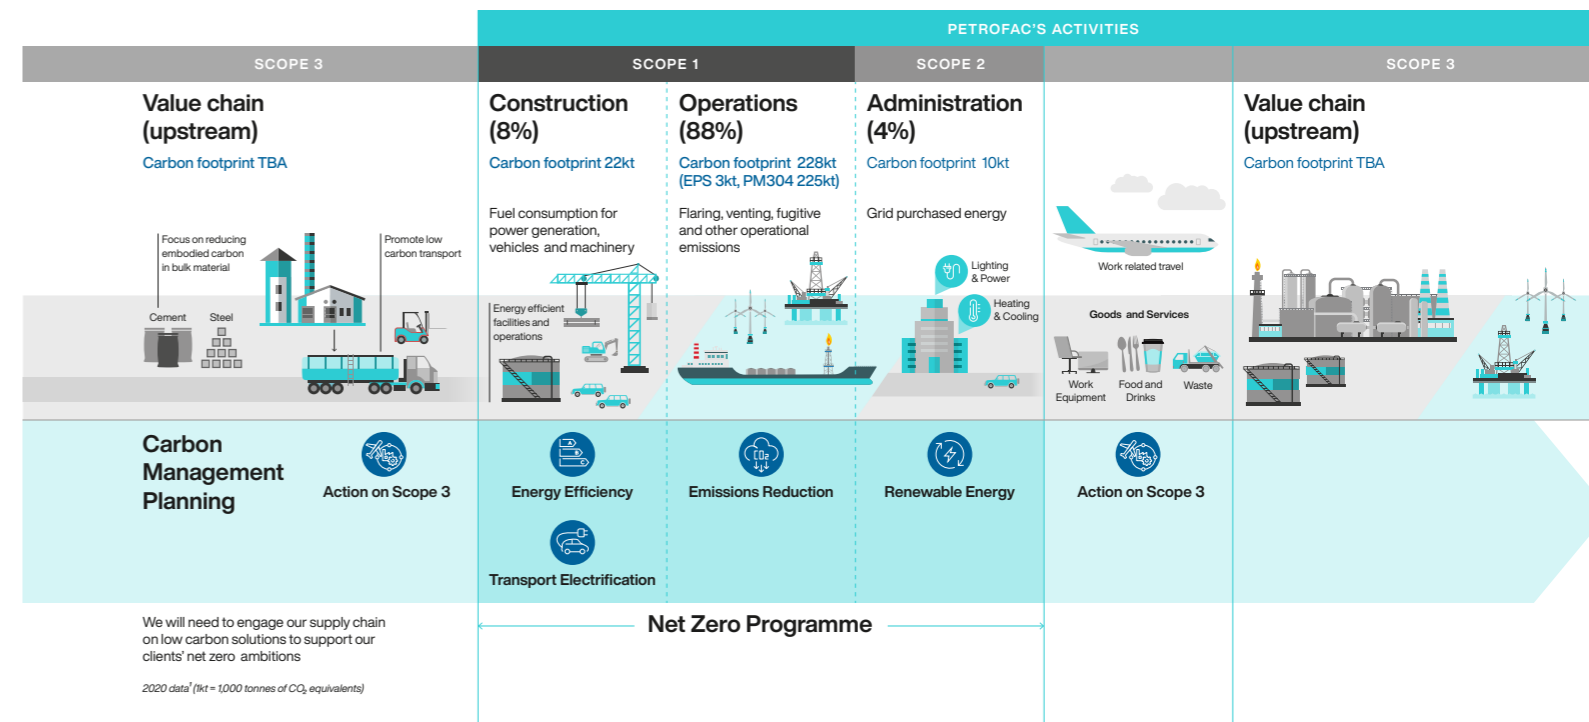 PETROFAC'S ACTIVITIES
SCOPE 3
SCOPE 1
SCOPE 2
SCOPE 3
Value chain
(upstream)
Carbon footprint TBA
Focus on reducing
embodied carbon
in bulk material
Promote low
carbon transport
Cement
Steel
Construction
(8%)
Carbon footprint 22kt
Fuel consumption for
power generation,
vehicles and machinery
Energy efficient
facilities and
operations
Operations
(88%)
Carbon footprint 228kt
(EPS 3kt, PM304 225kt)
Flaring, venting, fugitive
and other operational
emissions
Administration
(4%)
Carbon footprint 10kt
Grid purchased energy
Lighting
& Power
Heating
& Cooling
Work related travel
Goods and Services
Work
Equipment
Food and
Drinks
Waste
Value chain
(upstream)
Carbon footprint TBA
Carbon
Management
Planning
Action on Scope 3
A
B
C
Energy Efficiency
Transport Electrification
CO₂
Emissions Reduction
Renewable Energy
Action on Scope 3
We will need to engage our supply chain
on low carbon solutions to support our
clients' net zero ambitions
2020 data¹ (1kt = 1,000 tonnes of CO₂ equivalents)
Net Zero Programme